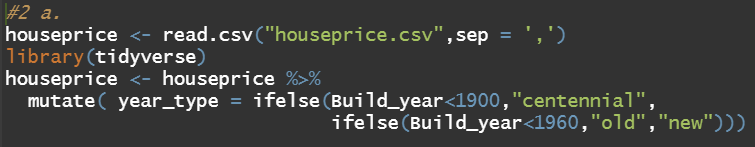 #2 a.
houseprice <- read.csv("houseprice.csv",sep = ',')
library(tidyverse)
houseprice <- houseprice %>%
  mutate( year_type = ifelse(Build_year<1900,"centennial",
                             ifelse(Build_year<1960,"old","new")))